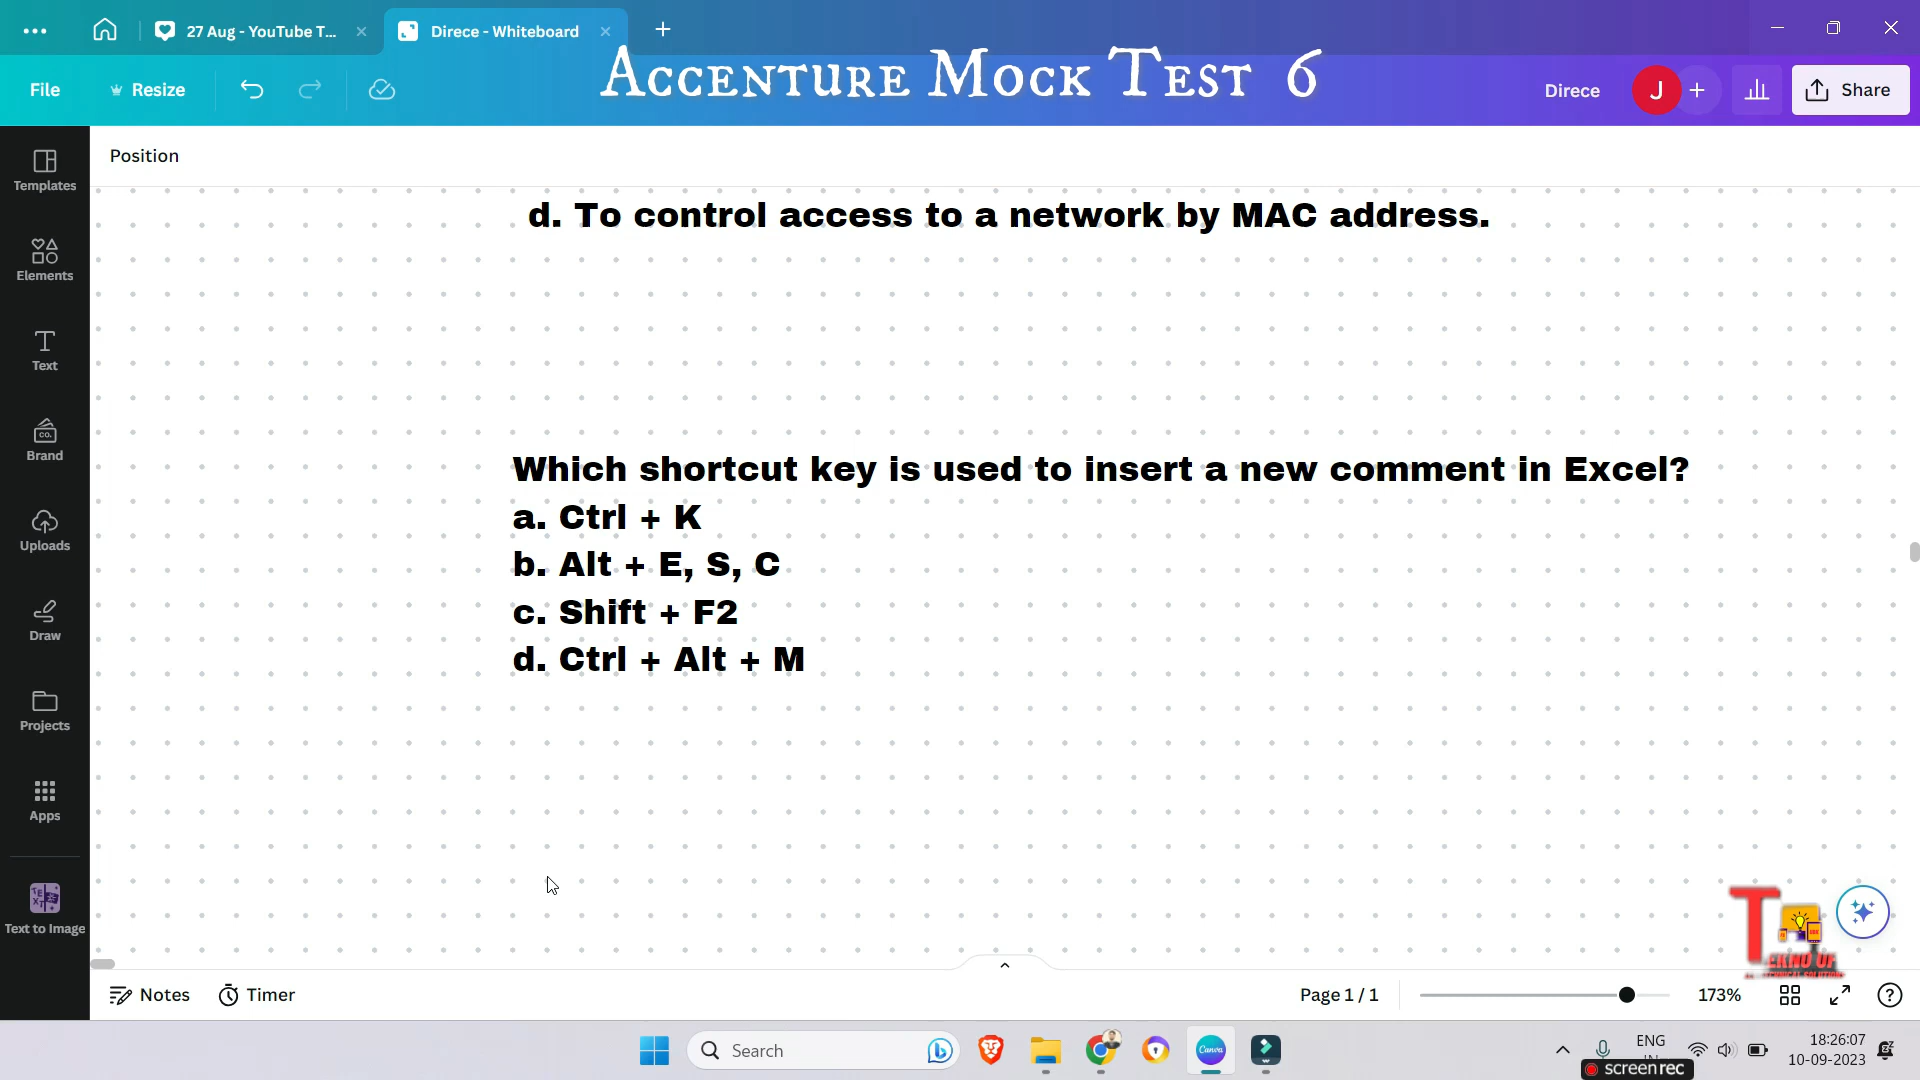 27 Aug - YouTube T...
Direce - Whiteboard
Accenture Mock Test 6
File
Resize
Direce
J
Share
Position
Templates
Elements
Text
Brand
Uploads
Draw
Projects
Apps
Text to Image
d. To control access to a network by MAC address.
Which shortcut key is used to insert a new comment in Excel?
a. Ctrl + K
b. Alt + E, S, C
c. Shift + F2
d. Ctrl + Alt + M
Notes
Timer
Page 1 / 1
173%
Search
Canva
ENG
18:26:07
10-09-2023
screenrec